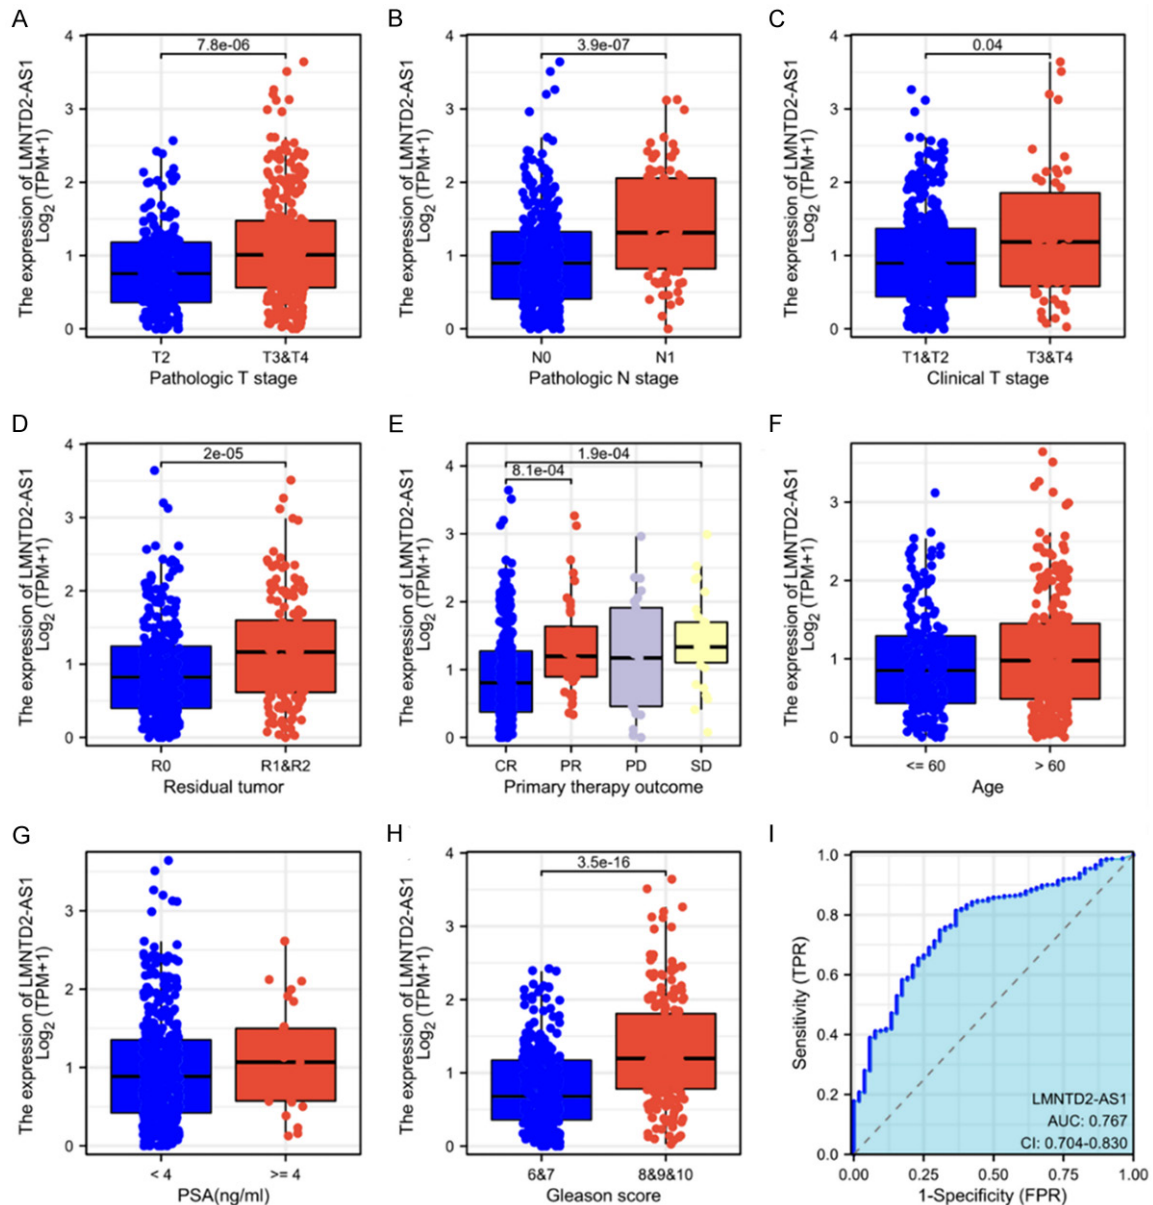 A
The expression of LMNTD2-AS1
Log2 (TPM+1)
4
3
2
1
0
7.8e-06
T2
T3&T4
Pathologic T stage
B
The expression of LMNTD2-AS1
Log2 (TPM+1)
4
3
2
1
0
3.9e-07
N0
N1
Pathologic N stage
C
The expression of LMNTD2-AS1
Log2 (TPM+1)
4
3
2
1
0
0.04
T1&T2
T3&T4
Clinical T stage
D
The expression of LMNTD2-AS1
Log2 (TPM+1)
4
3
2
1
0
2e-05
R0
R1&R2
Residual tumor
E
The expression of LMNTD2-AS1
Log2 (TPM+1)
4
3
2
1
0
1.9e-04
8.1e-04
CR
PR
PD
SD
Primary therapy outcome
F
The expression of LMNTD2-AS1
Log2 (TPM+1)
3
2
1
0
<= 60
> 60
Age
G
The expression of LMNTD2-AS1
Log2 (TPM+1)
3
2
1
0
< 4
>= 4
PSA(ng/ml)
H
The expression of LMNTD2-AS1
Log2 (TPM+1)
4
3
2
1
0
3.5e-16
6&7
8&9&10
Gleason score
I
Sensitivity (TPR)
1.0
0.8
0.6
0.4
0.2
0.0
LMNTD2-AS1
AUC: 0.767
CI: 0.704-0.830
0.00
0.25
0.50
0.75
1.00
1-Specificity (FPR)